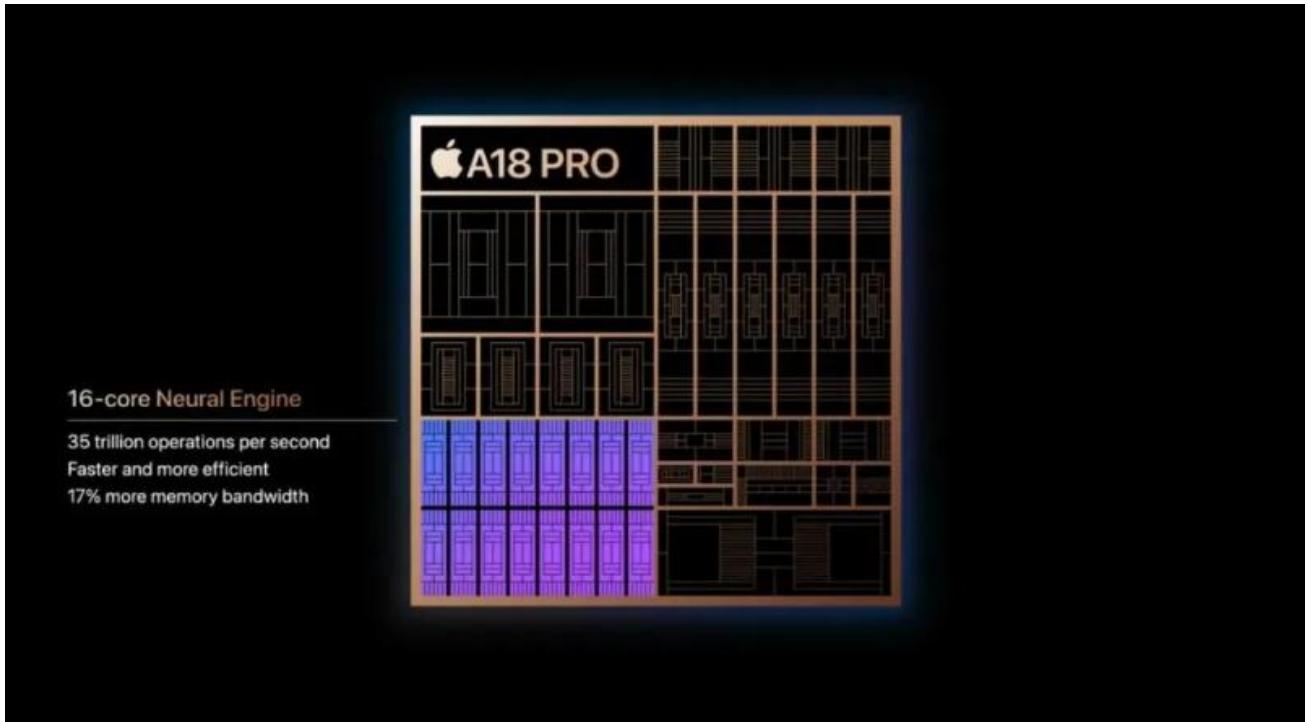 A18 PRO
16-core Neural Engine
35 trillion operations per second
Faster and more efficient
17% more memory bandwidth